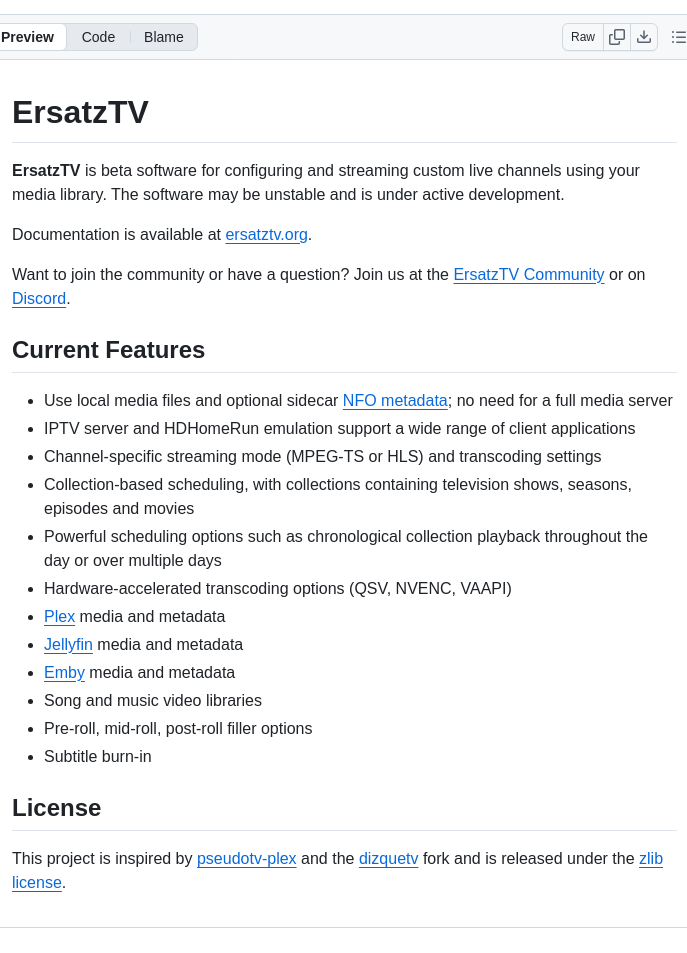 Preview Code Blame Raw
ErsatzTV
ErsatzTV is beta software for configuring and streaming custom live channels using your
media library. The software may be unstable and is under active development.
Documentation is available at ersatztv.org.
Want to join the community or have a question? Join us at the ErsatzTV Community or on
Discord.
Current Features
• Use local media files and optional sidecar NFO metadata; no need for a full media server
• IPTV server and HDHomeRun emulation support a wide range of client applications
• Channel-specific streaming mode (MPEG-TS or HLS) and transcoding settings
• Collection-based scheduling, with collections containing television shows, seasons,
episodes and movies
• Powerful scheduling options such as chronological collection playback throughout the
day or over multiple days
• Hardware-accelerated transcoding options (QSV, NVENC, VAAPI)
• Plex media and metadata
• Jellyfin media and metadata
• Emby media and metadata
• Song and music video libraries
• Pre-roll, mid-roll, post-roll filler options
• Subtitle burn-in
License
This project is inspired by pseudotv-plex and the dizquetv fork and is released under the zlib
license.